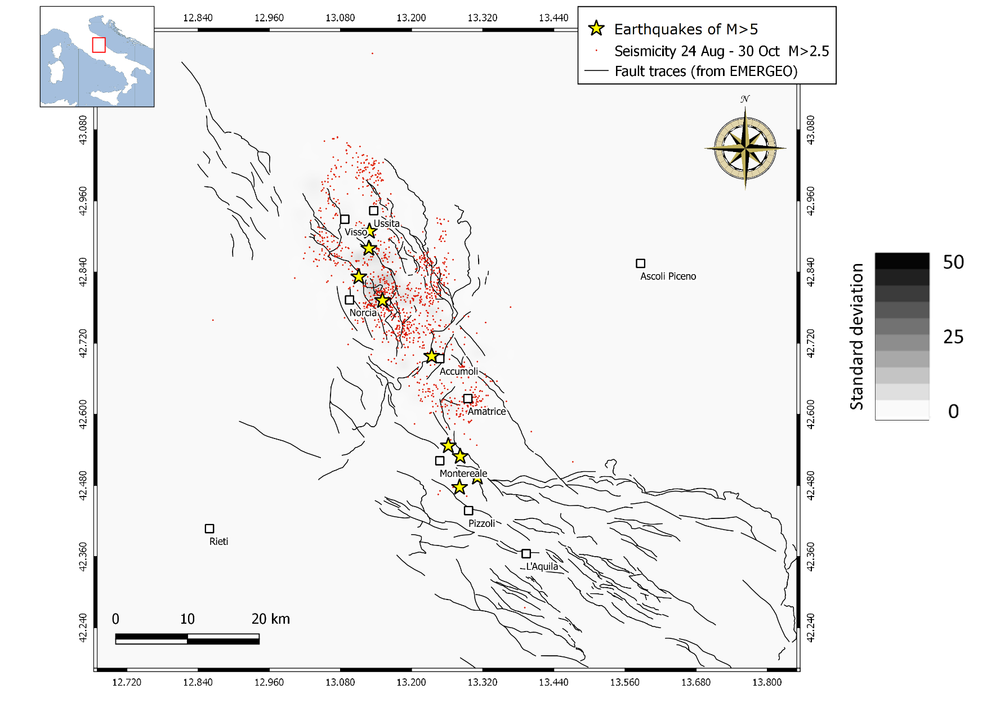 12.840 12.960 13.080 13.200 13.320 13.440
Earthquakes of M>5
Seismicity 24 Aug - 30 Oct M>2.5
Fault traces (from EMERGEO)
N
43.080 43.080
42.960 42.960
Ussita
Visso
42.840 42.840
Ascoli Piceno
Norcia
42.720 42.720
Accumoli
42.600 42.600
Amatrice
Montereale
42.480 42.480
Pizzoli
Rieti
42.360 42.360
L'Aquila
42.240 42.240
0 10 20 km
12.720 12.840 12.960 13.080 13.200 13.320 13.440 13.560 13.680 13.800
Standard deviation
50
25
0